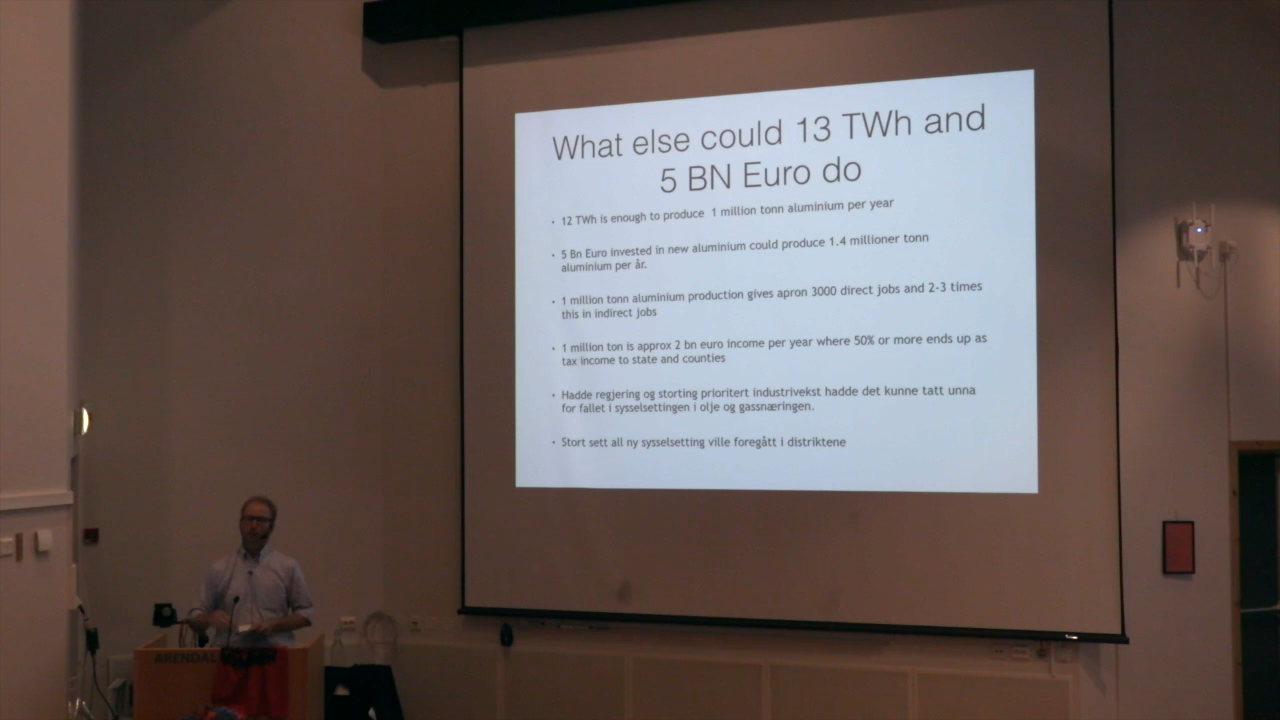 What else could 13 TWh and
5 BN Euro do
• 12 TWh is enough to produce 1 million tonn aluminium per year
• 5 Bn Euro invested in new aluminium could produce 1.4 millioner tonn
aluminium per år.
• 1 million tonn aluminium production gives apron 3000 direct jobs and 2-3 times
this in indirect jobs
• 1 million ton is approx 2 bn euro income per year where 50% or more ends up as
tax income to state and counties
• Hadde regjering og storting prioritert industrivekst hadde det kunne tatt unna
for fallet i sysselsettingen i olje og gassnæringen.
• Stort sett all ny sysselsetting ville foregått i distriktene